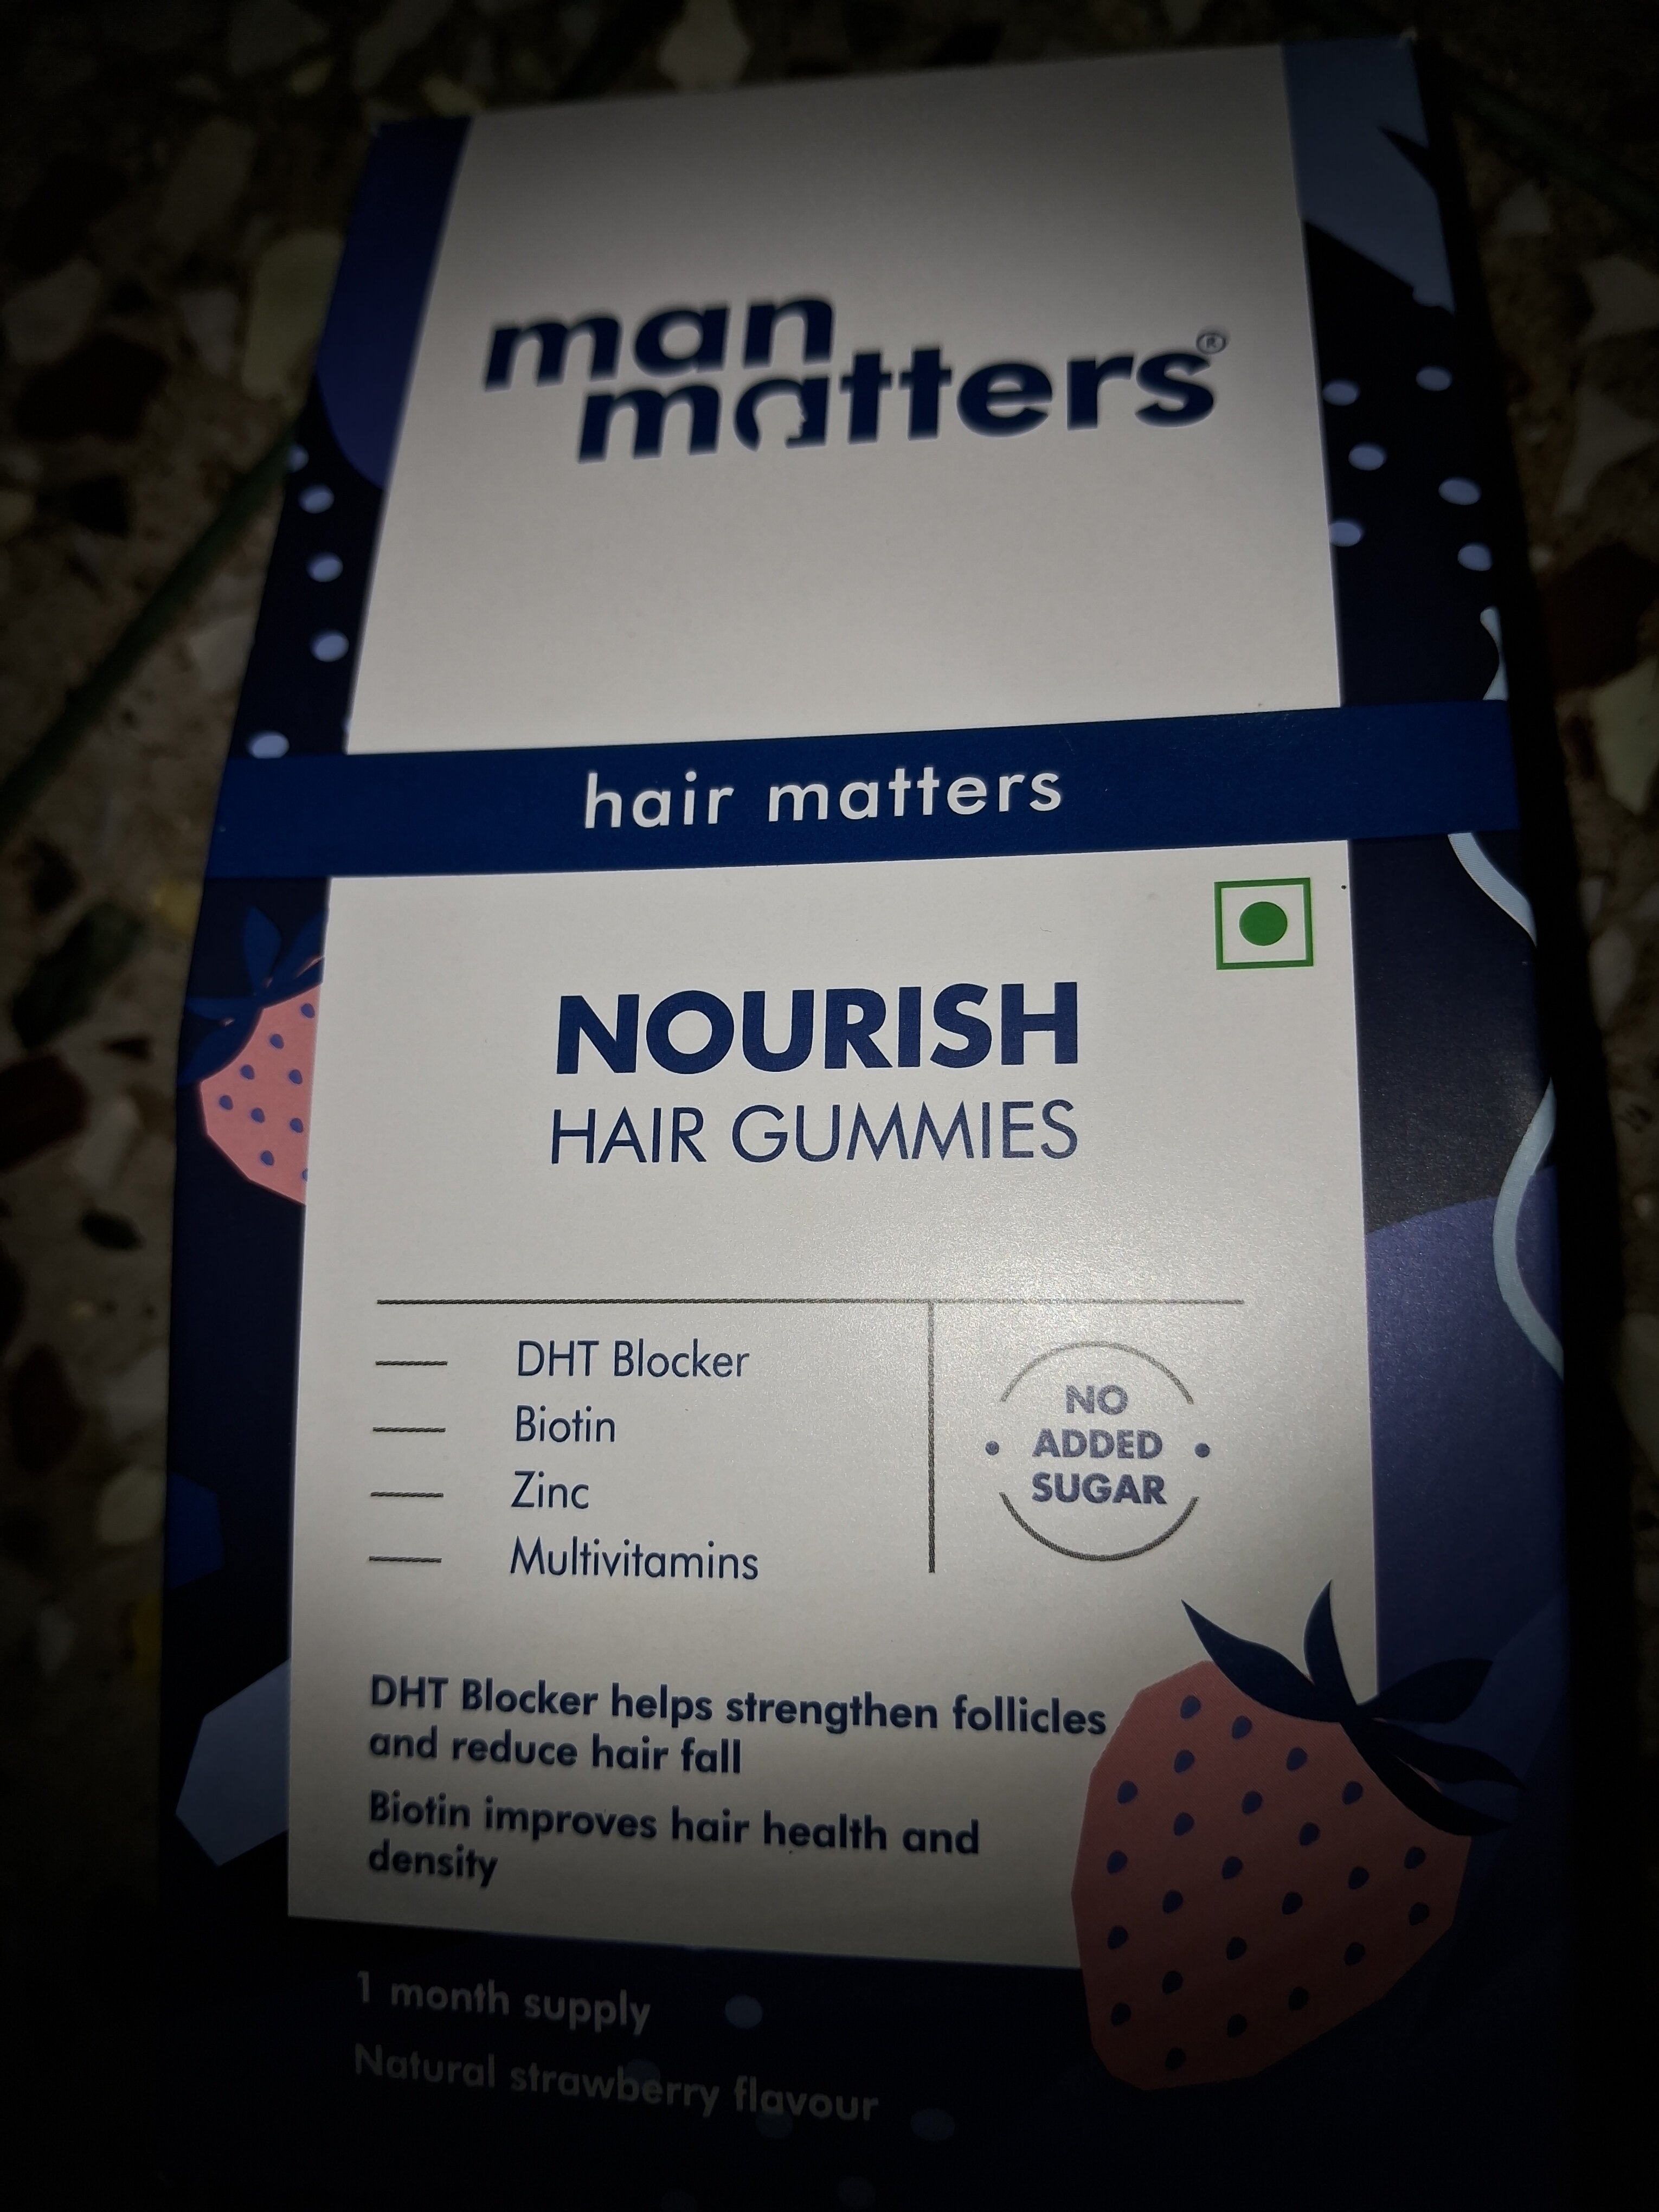 man
matters®
hair matters
NOURISH
HAIR GUMMIES
DHT Blocker
Biotin
Zinc
Multivitamins
NO
ADDED
SUGAR
DHT Blocker helps strengthen follicles
and reduce hair fall
Biotin improves hair health and
density
1 month supply
Natural strawberry flavour